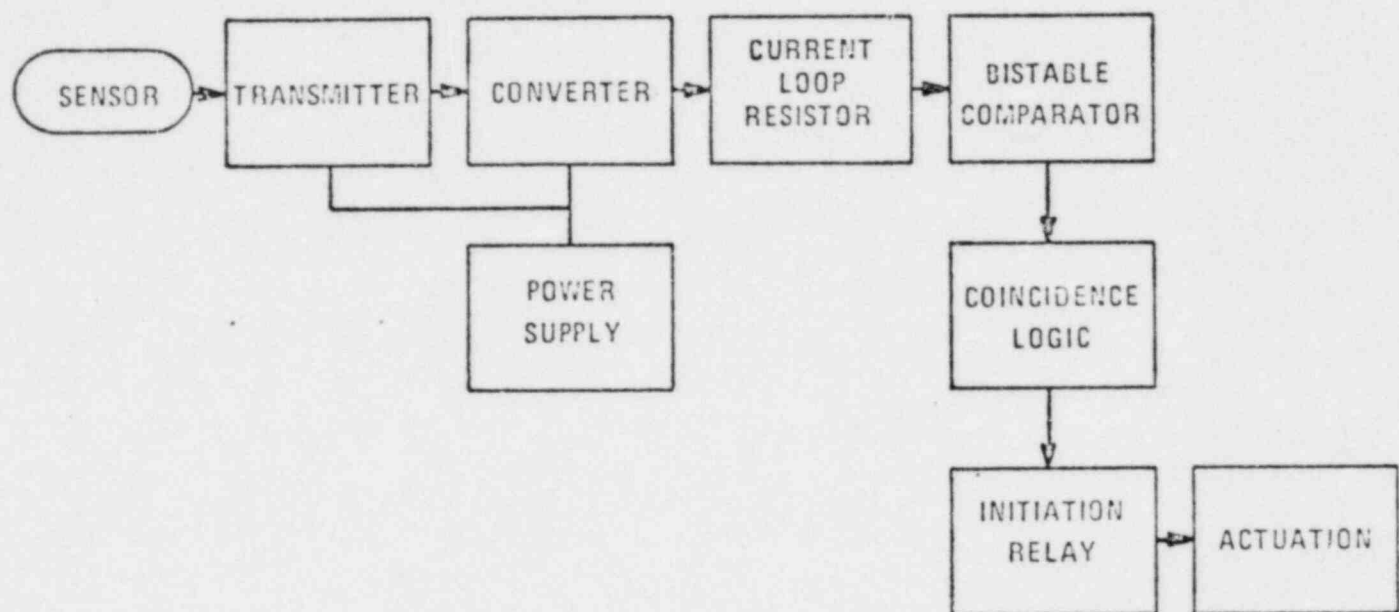 SENSOR
TRANSMITTER
CONVERTER
CURRENT
LOOP
RESISTOR
BISTABLE
COMPARATOR
POWER
SUPPLY
COINCIDENCE
LOGIC
INITIATION
RELAY
ACTUATION